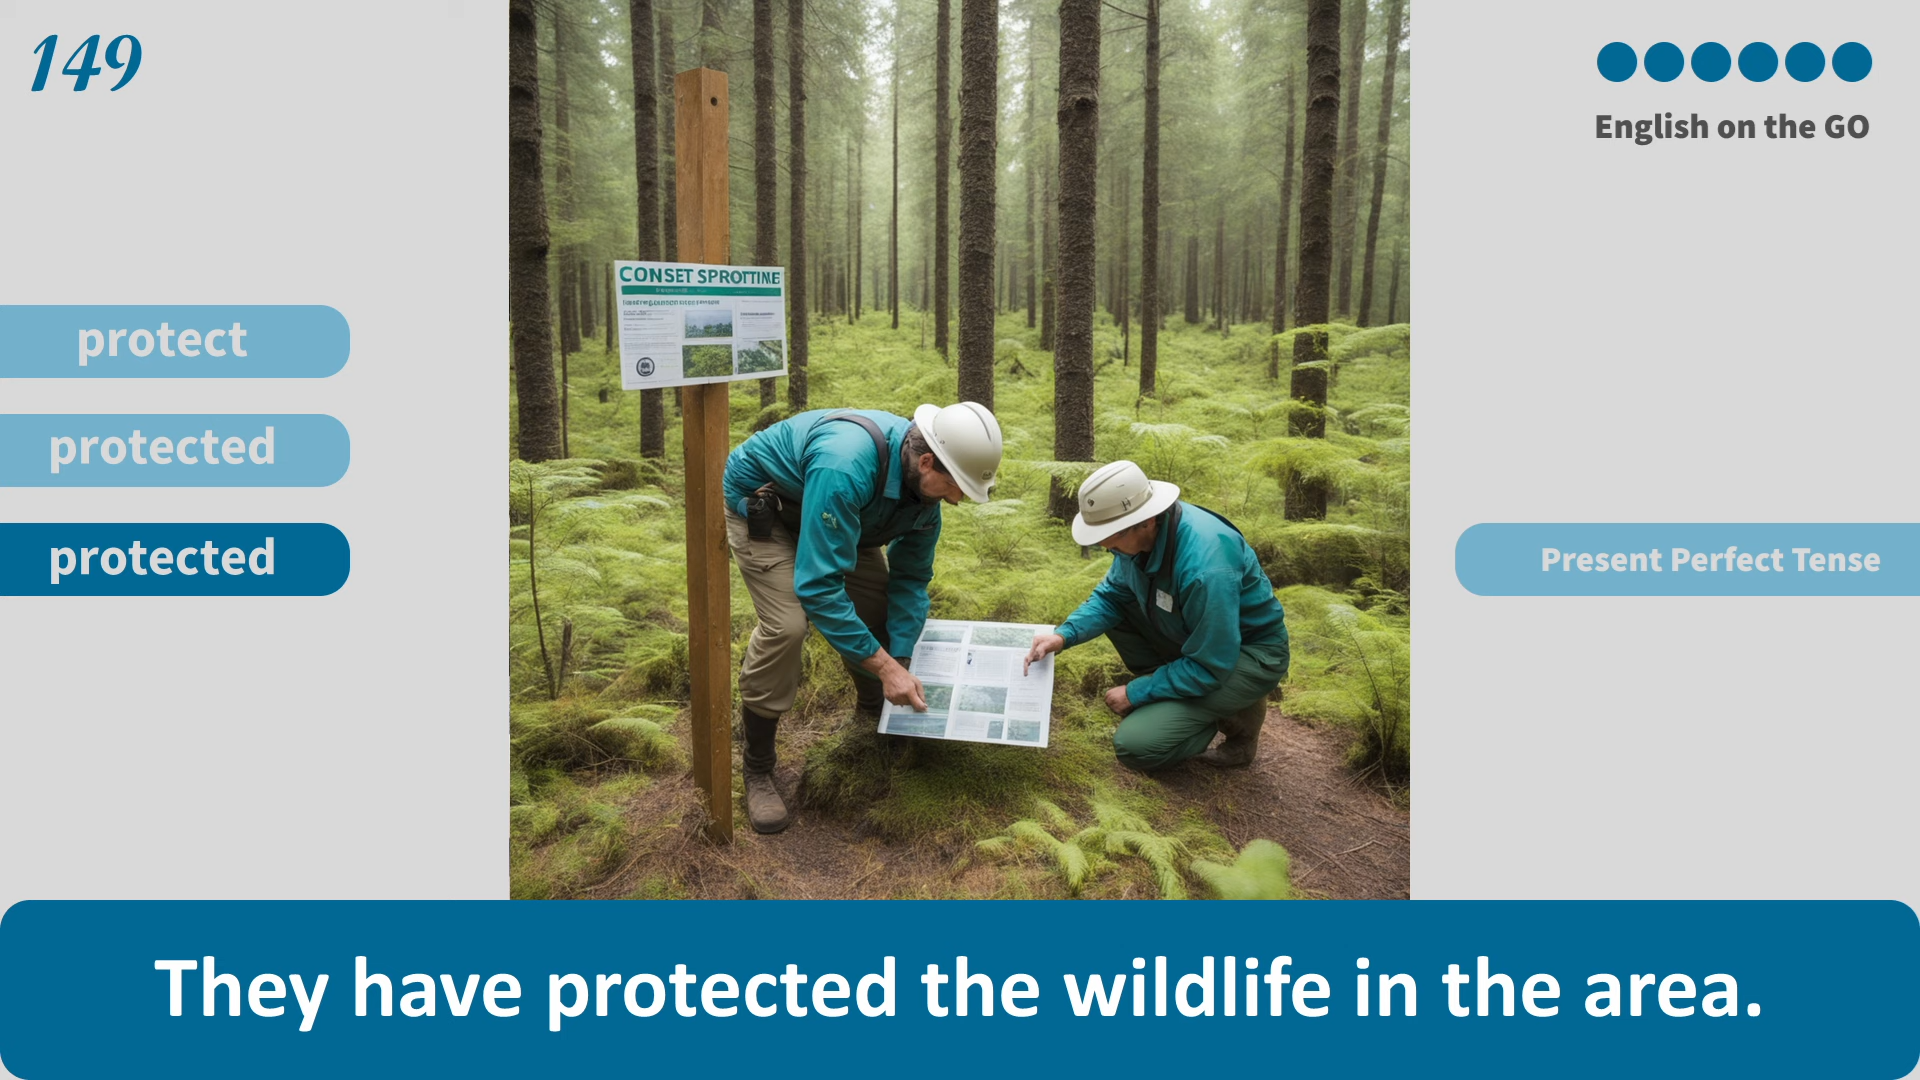 149
English on the GO
CONSET SPROTTINE
protect
protected
protected
Present Perfect Tense
They have protected the wildlife in the area.